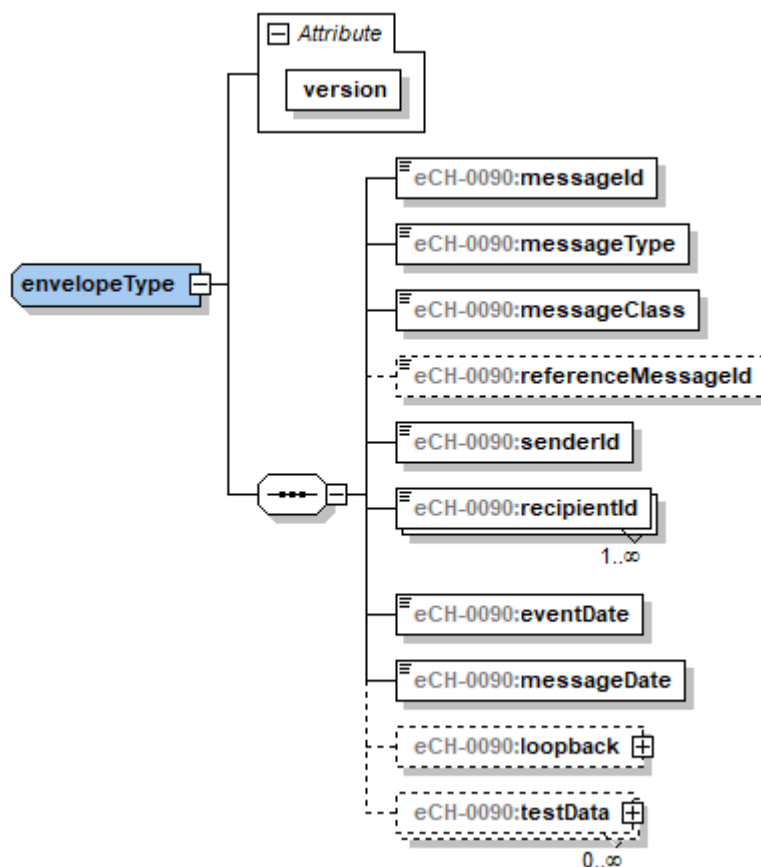 Attribute
version
envelopeType
eCH-0090:messageId
eCH-0090:messageType
eCH-0090:messageClass
eCH-0090:referenceMessageId
eCH-0090:senderId
eCH-0090:recipientId
1..∞
eCH-0090:eventDate
eCH-0090:messageDate
eCH-0090:loopback
eCH-0090:testData
0..∞